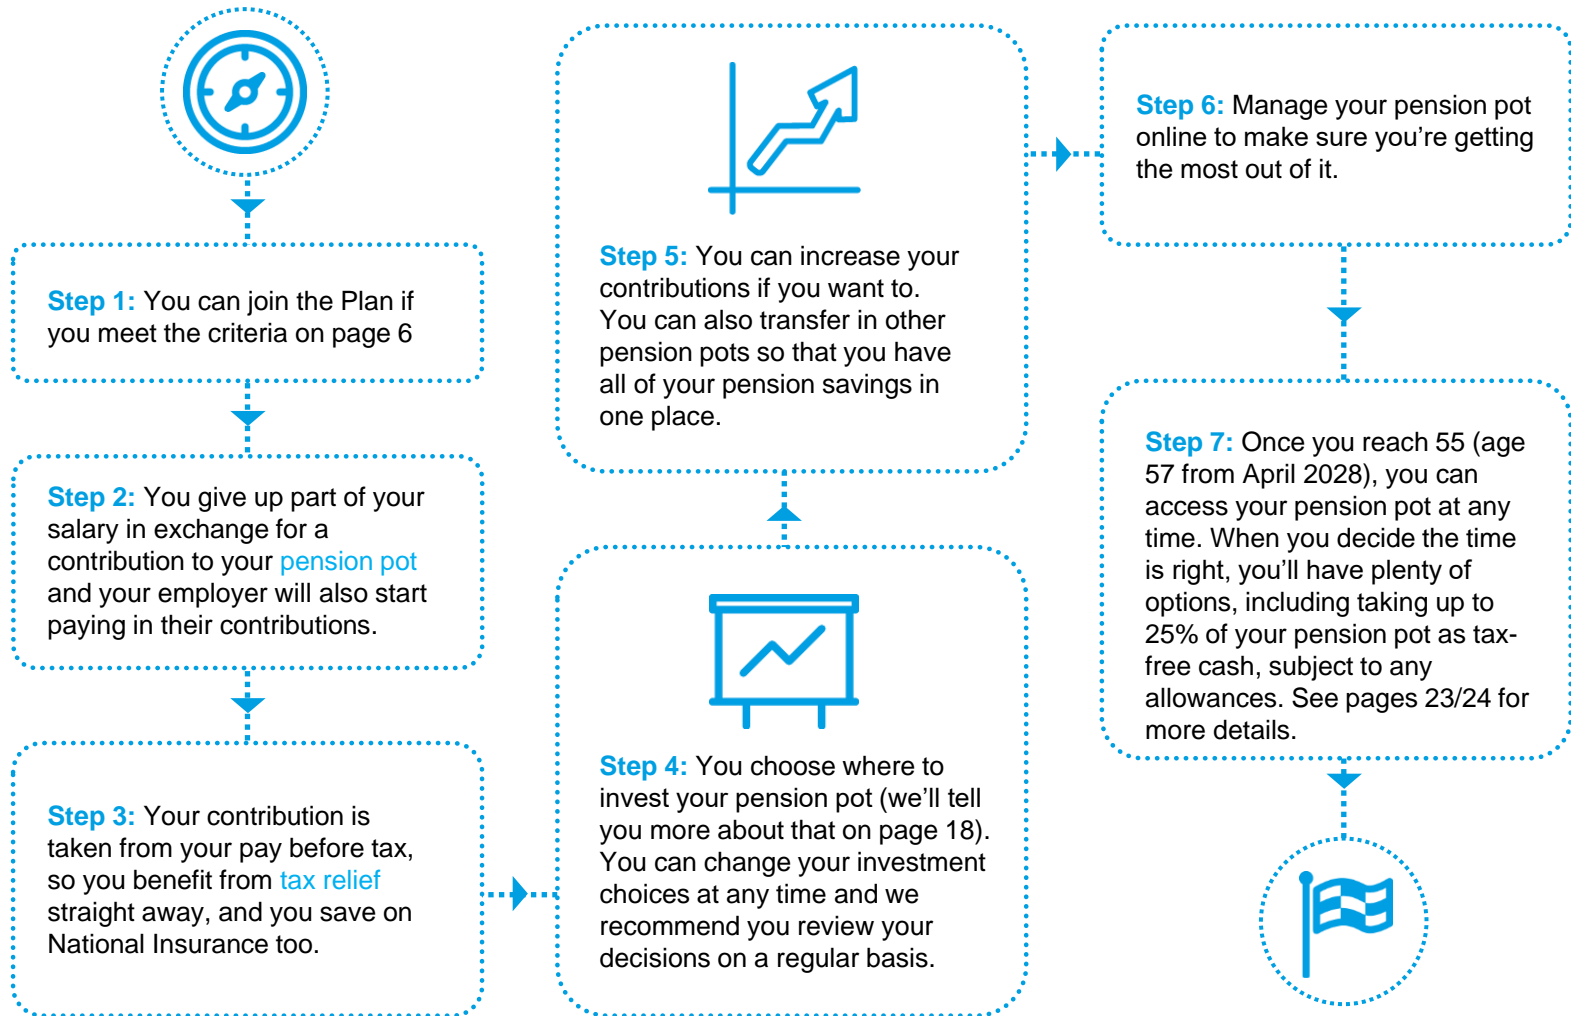 Step 1: You can join the Plan if
you meet the criteria on page 6
Step 2: You give up part of your
salary in exchange for a
contribution to your pension pot
and your employer will also start
paying in their contributions.
Step 3: Your contribution is
taken from your pay before tax,
so you benefit from tax relief
straight away, and you save on
National Insurance too.
Step 4: You choose where to
invest your pension pot (we’ll tell
you more about that on page 18).
You can change your investment
choices at any time and we
recommend you review your
decisions on a regular basis.
Step 5: You can increase your
contributions if you want to.
You can also transfer in other
pension pots so that you have
all of your pension savings in
one place.
Step 6: Manage your pension pot
online to make sure you’re getting
the most out of it.
Step 7: Once you reach 55 (age
57 from April 2028), you can
access your pension pot at any
time. When you decide the time
is right, you’ll have plenty of
options, including taking up to
25% of your pension pot as tax-
free cash, subject to any
allowances. See pages 23/24 for
more details.